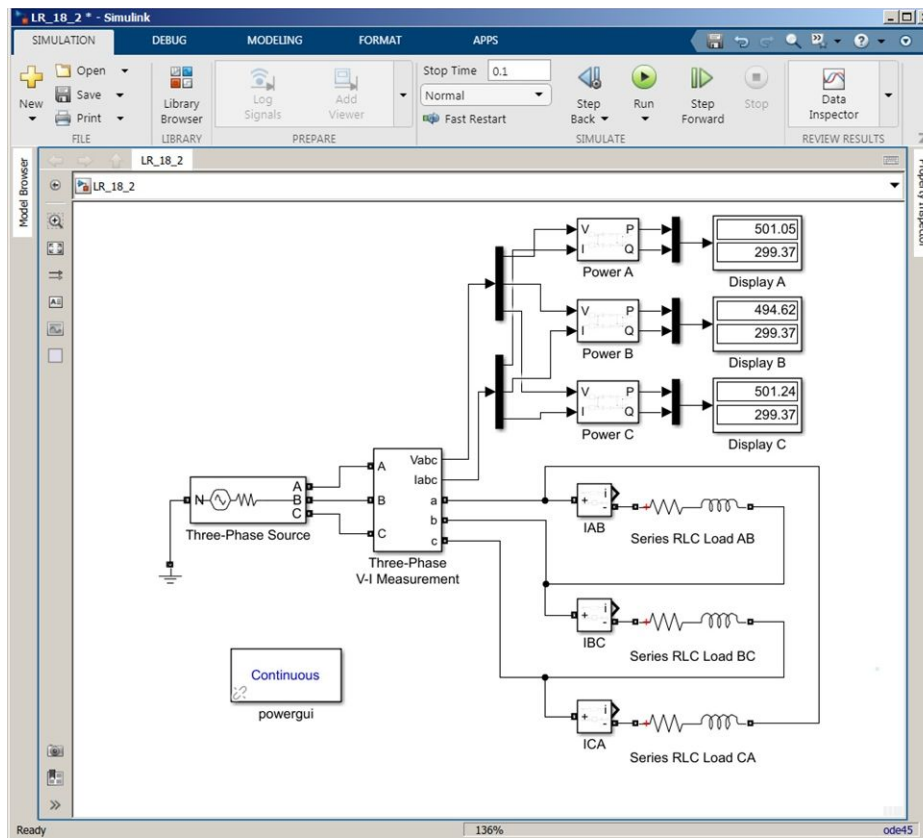 LR_18_2 * - Simulink
SIMULATION DEBUG MODELING FORMAT APPS
New
Open
Save
Print
FILE
Library Browser
LIBRARY
Log Signals
Add Viewer
PREPARE
Stop Time 0.1
Normal
Fast Restart
Step Back
Run
Step Forward
Stop
SIMULATE
Data Inspector
REVIEW RESULTS
Model Browser
LR_18_2
LR_18_2
V P
I Q
Power A
501.05
299.37
Display A
V P
I Q
Power B
494.62
299.37
Display B
V P
I Q
Power C
501.24
299.37
Display C
N
A
B
C
Three-Phase Source
A
B
C
Vabc
Iabc
a
b
c
Three-Phase
V-I Measurement
+ i -
IAB
+
Series RLC Load AB
+ i -
IBC
+
Series RLC Load BC
+ i -
ICA
+
Series RLC Load CA
Continuous
powergui
Ready
136%
ode45